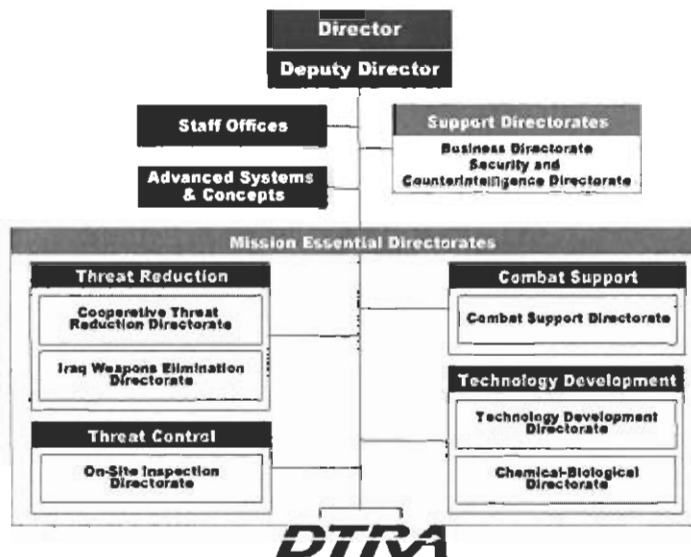 Director
Deputy Director
Staff Offices
Advanced Systems
& Concepts
Support Directorates
Business Directorate
Security and
Counterintelligence Directorate
Mission Essential Directorates
Threat Reduction
Cooperative Threat
Reduction Directorate
Iraq Weapons Elimination
Directorate
Threat Control
On-Site Inspection
Directorate
Combat Support
Combat Support Directorate
Technology Development
Technology Development
Directorate
Chemical-Biological
Directorate
DTRA